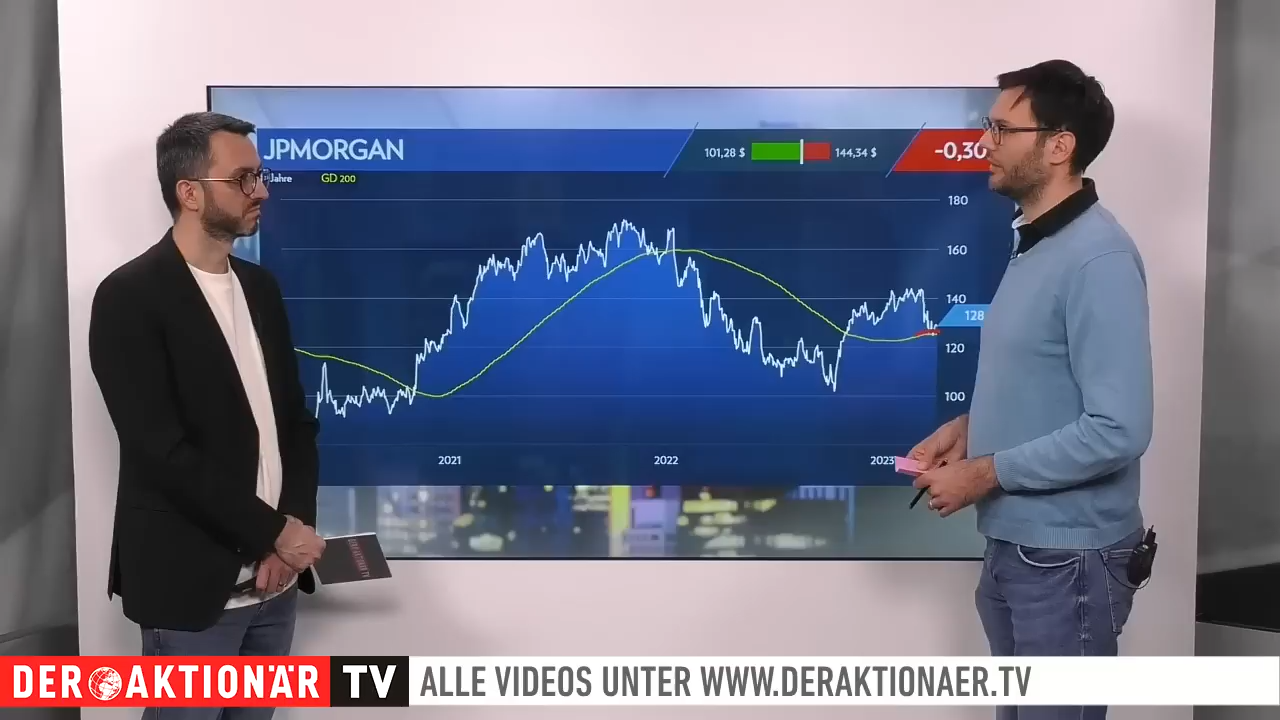 JPMORGAN
101,28 $
144,34 $
-0,30
Jahre
GD 200
180
160
140
128
120
100
2021
2022
2023
DER AKTIONÄR TV
ALLE VIDEOS UNTER WWW.DERAKTIONAER.TV